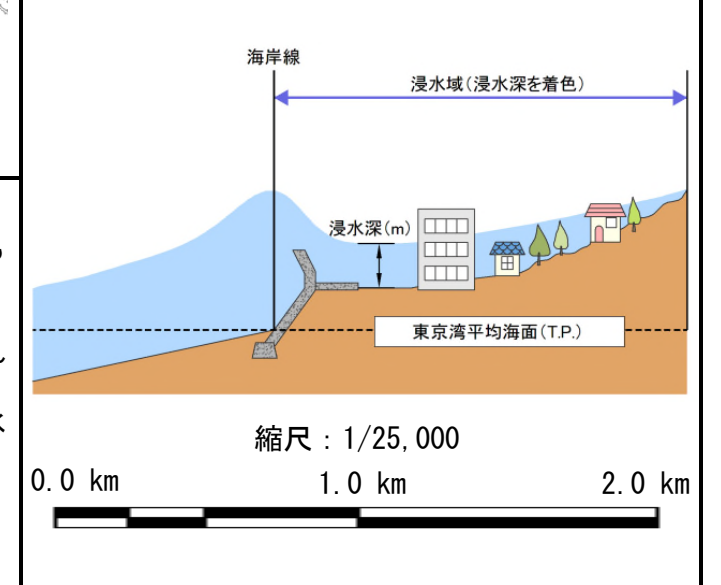 海岸線
浸水域(浸水深を着色)
浸水深(m)
東京湾平均海面(T.P.)
縮尺：1/25,000
0.0 km 1.0 km 2.0 km